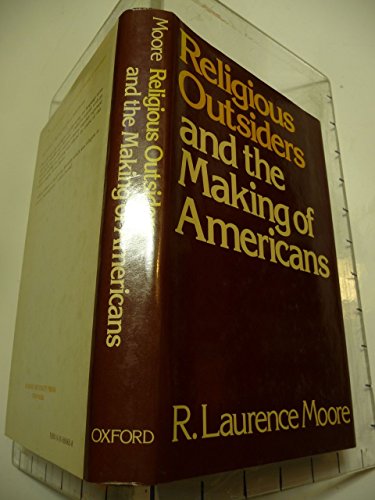 Religious
Outsiders
and the
Making of
Americans
R. Laurence Moore
Moore Religious Outsiders
and the Making of Americans
OXFORD